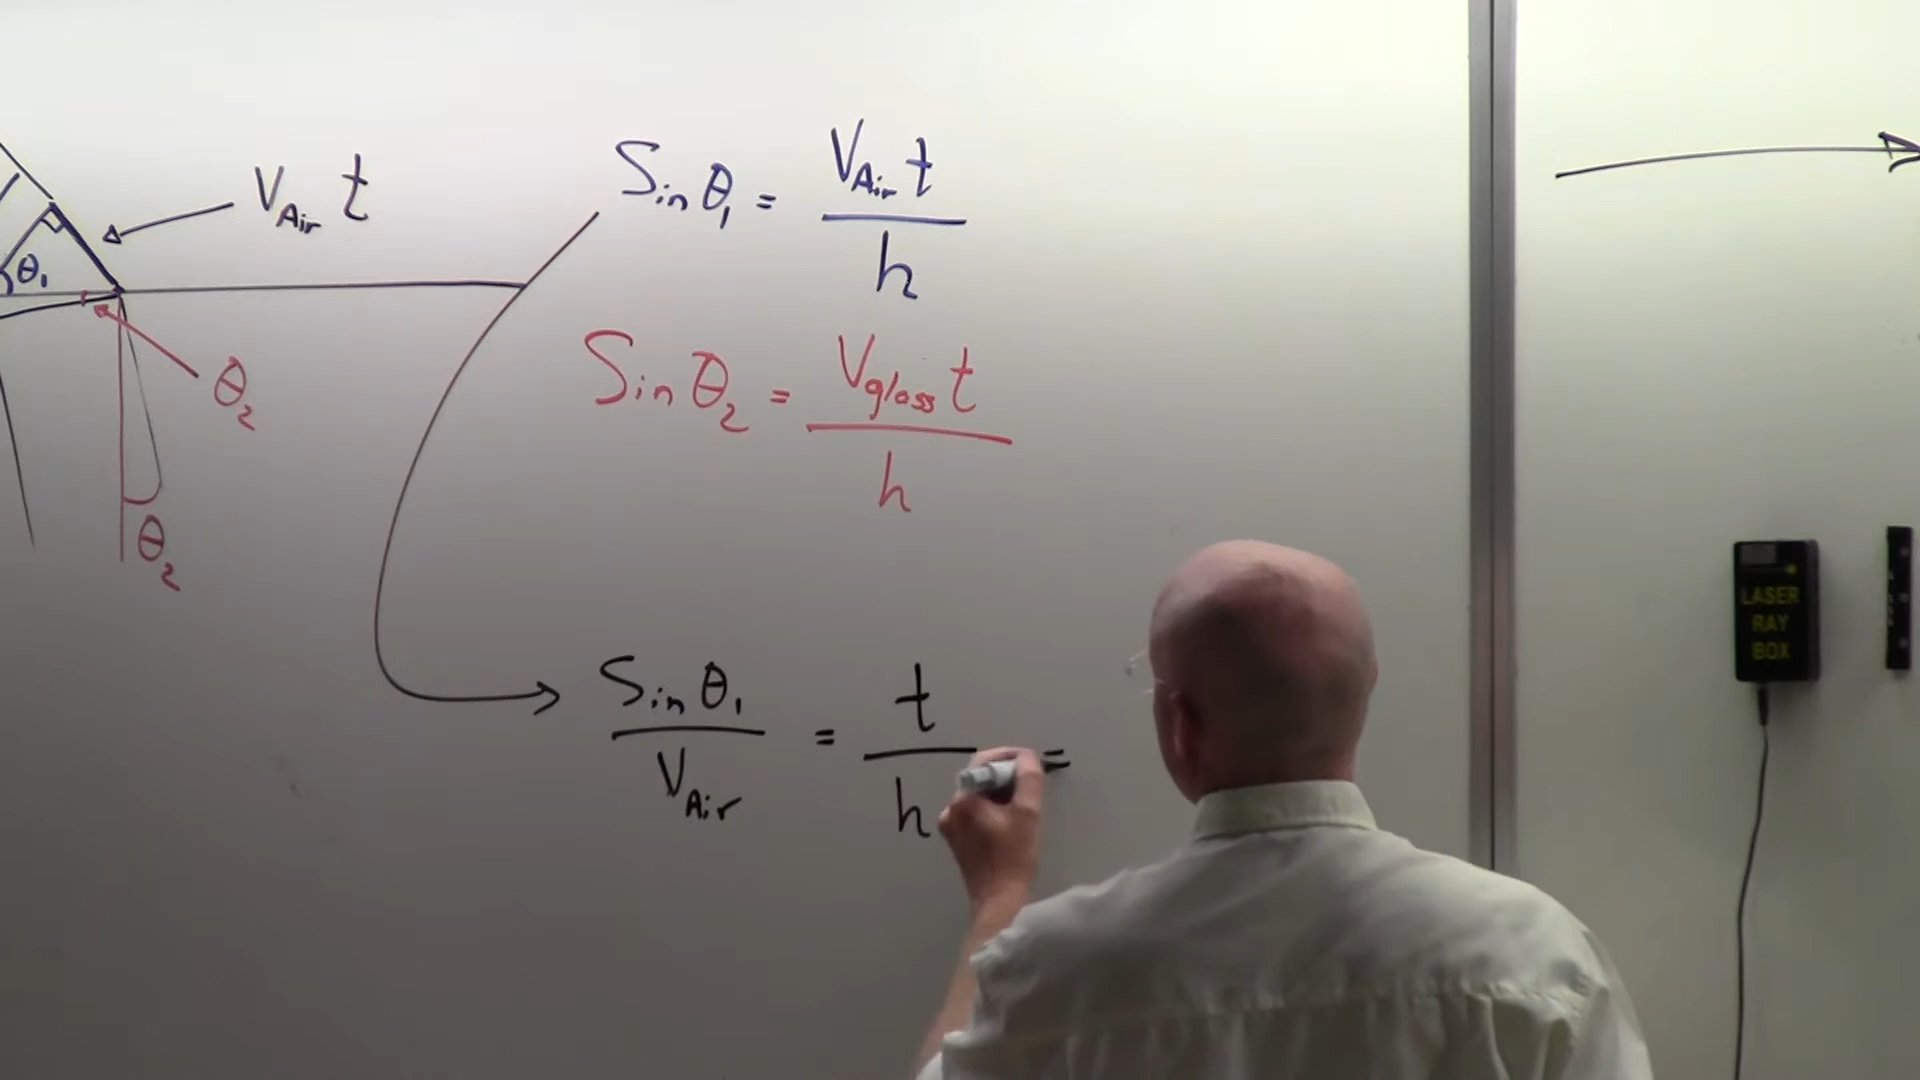 V_Air t
θ₁
θ₂
θ₂
Sin θ₁ = V_Air t / h
Sin θ₂ = V_glass t / h
Sin θ₁ / V_Air = t / h =
LASER
RAY
BOX